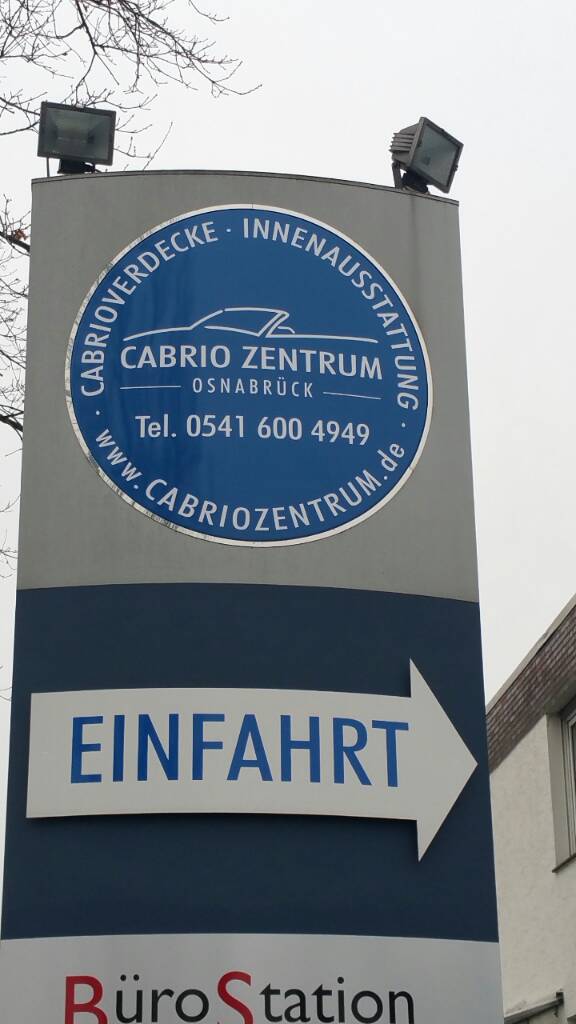 CABRIOVERDECKE · INNENAUSSTATTUNG
CABRIO ZENTRUM
OSNABRÜCK
Tel. 0541 600 4949
· www.CABRIOZENTRUM.de ·
EINFAHRT
BüroStation